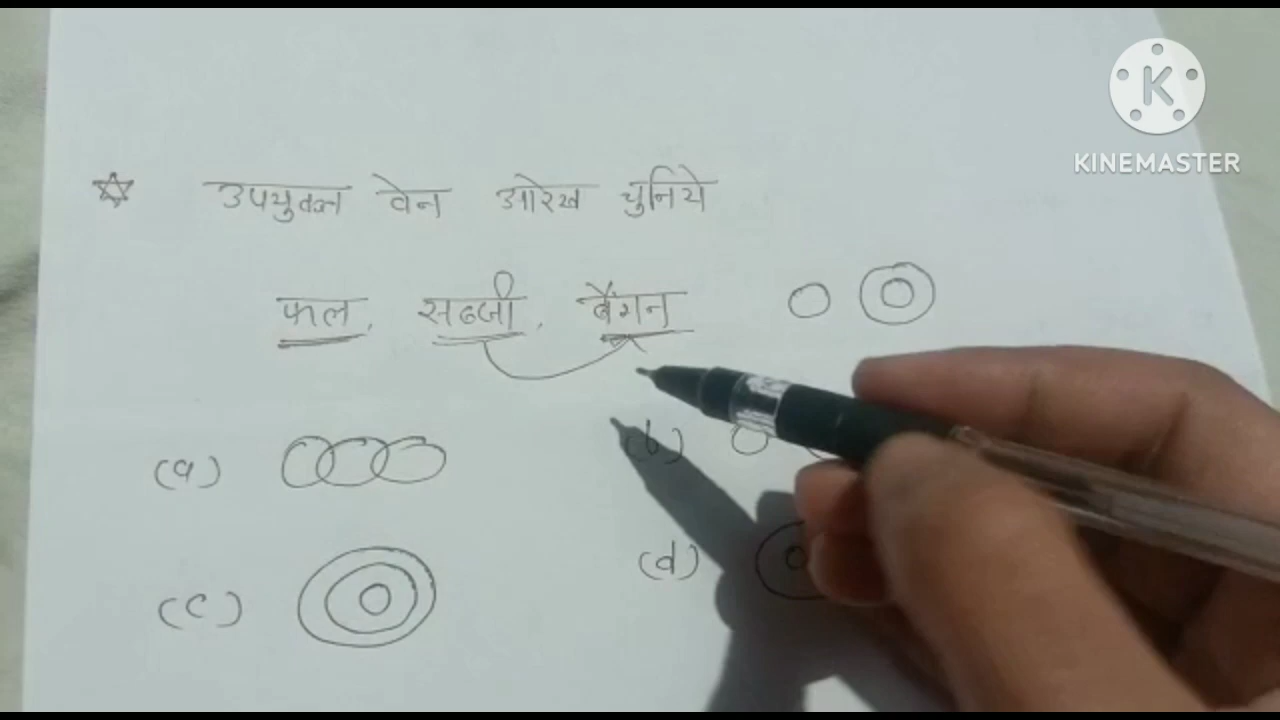 उपयुक्त वेन आरेख चुनिये
फल, सब्जी, बैंगन
(a)
(b)
(c)
(d)
K
KINEMASTER